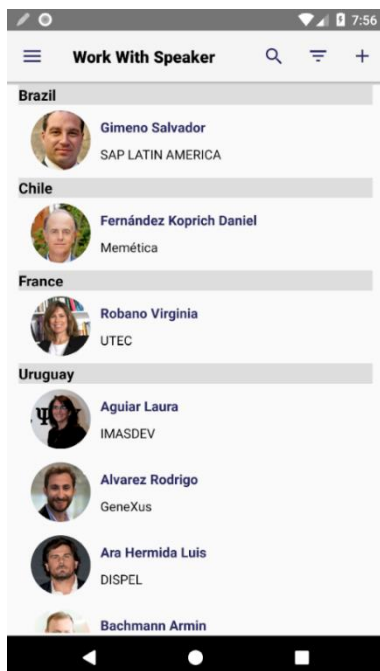 7:56
Work With Speaker
Brazil
Gimeno Salvador
SAP LATIN AMERICA
Chile
Fernández Koprich Daniel
Memética
France
Robano Virginia
UTEC
Uruguay
Aguiar Laura
IMASDEV
Alvarez Rodrigo
GeneXus
Ara Hermida Luis
DISPEL
Bachmann Armin